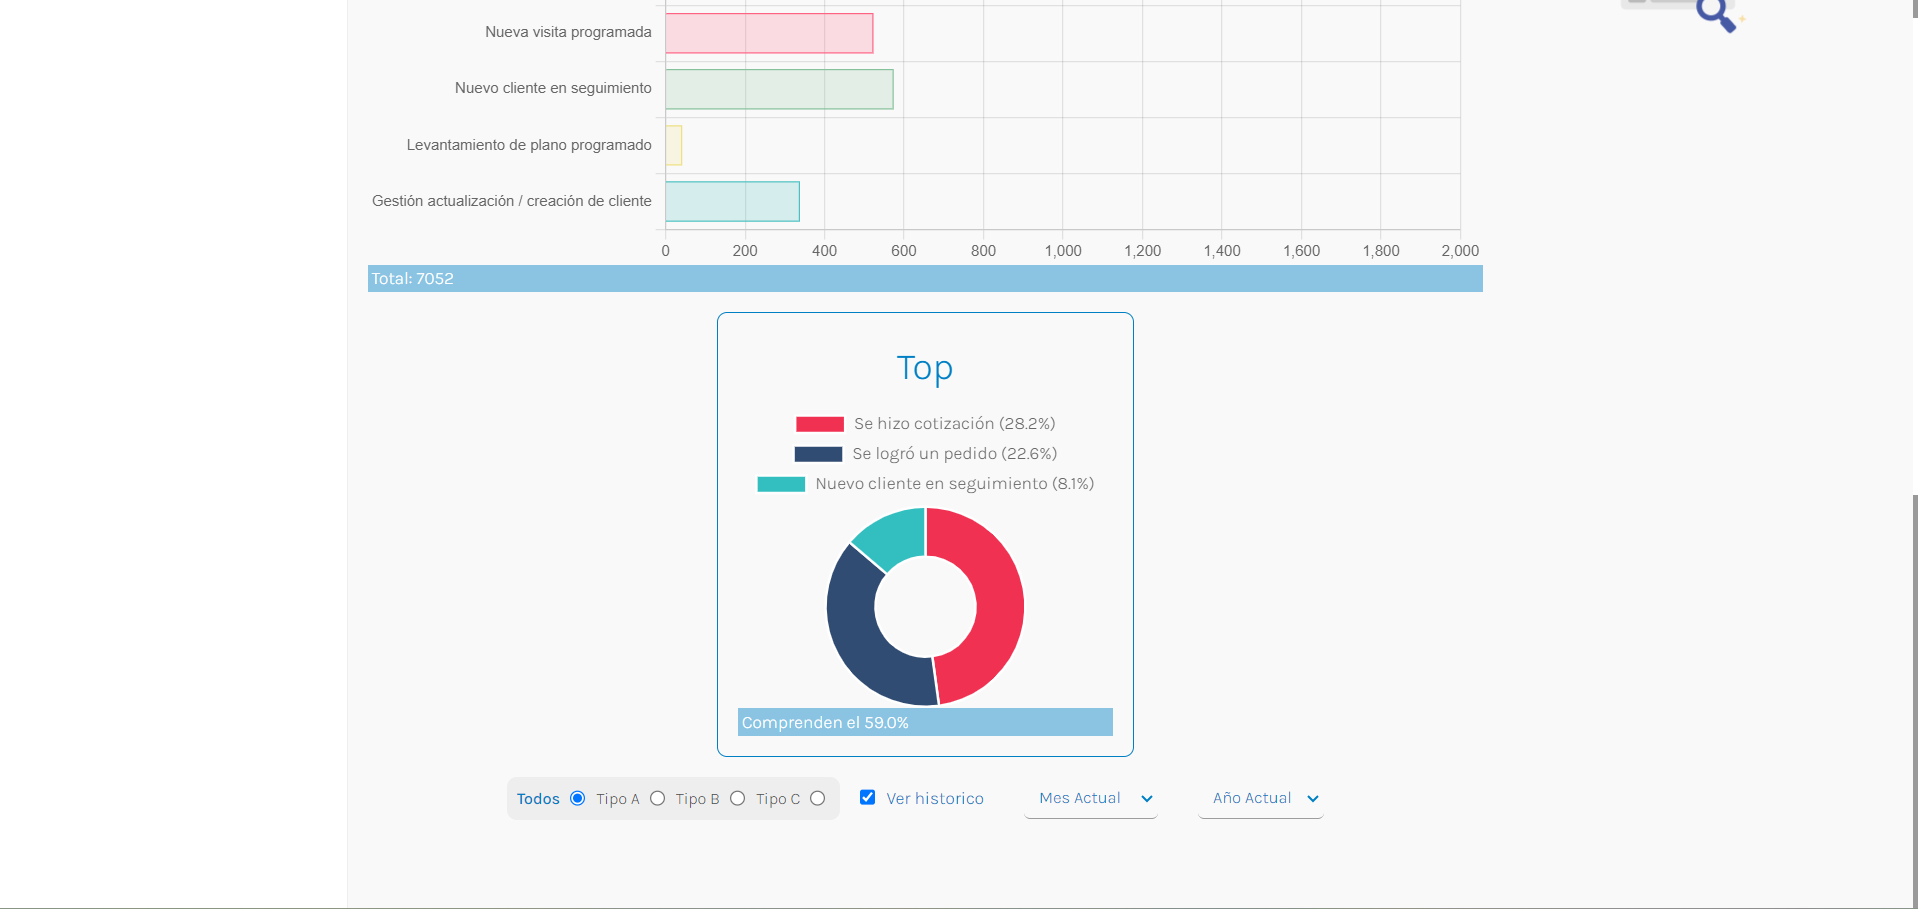 Nueva visita programada
Nuevo cliente en seguimiento
Levantamiento de plano programado
Gestión actualización / creación de cliente
0 200 400 600 800 1,000 1,200 1,400 1,600 1,800 2,000
Total: 7052
Top
Se hizo cotización (28.2%)
Se logró un pedido (22.6%)
Nuevo cliente en seguimiento (8.1%)
Comprenden el 59.0%
Todos Tipo A Tipo B Tipo C Ver historico Mes Actual Año Actual